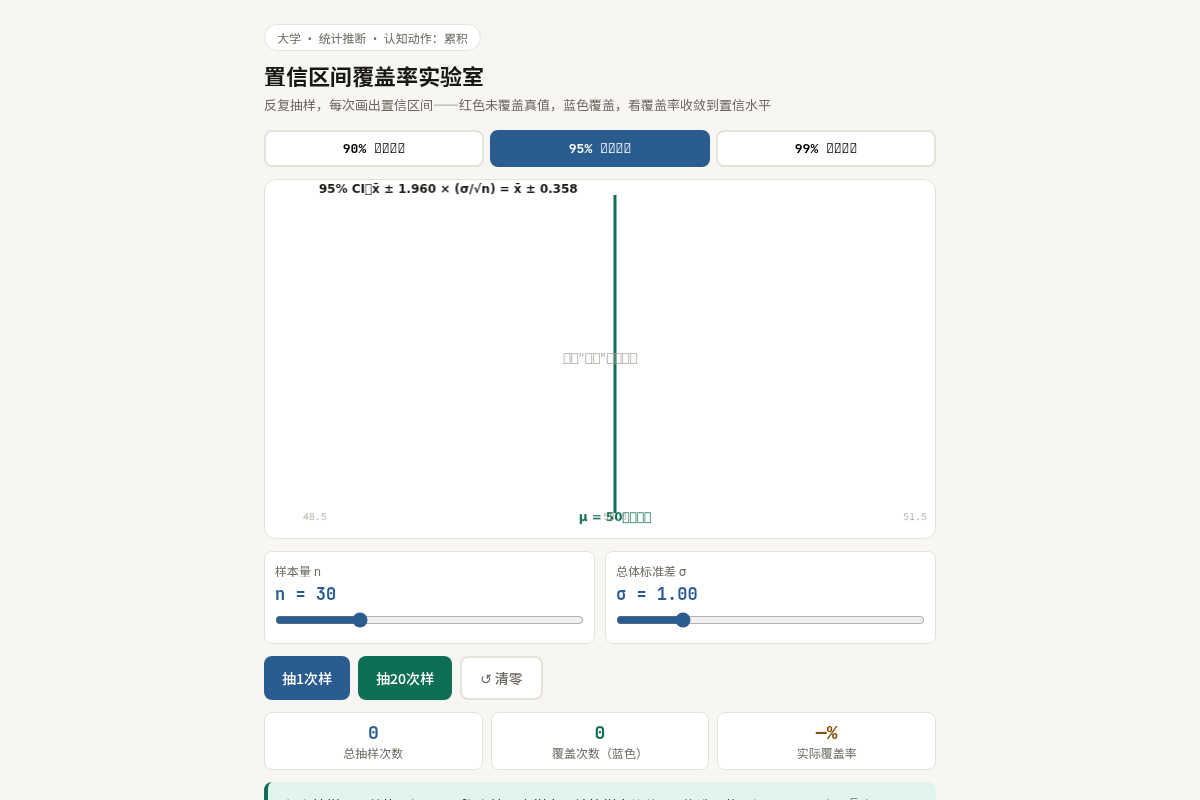 大学 · 统计推断 · 认知动作：累积
置信区间覆盖率实验室
反复抽样，每次画出置信区间——红色未覆盖真值，蓝色覆盖，看覆盖率收敛到置信水平
90%
95%
99%
95% CI x̄ ± 1.960 × (σ/√n) = x̄ ± 0.358
48.5
μ = 50
51.5
样本量 n
n = 30
总体标准差 σ
σ = 1.00
抽1次样
抽20次样
↺ 清零
0
总抽样次数
0
覆盖次数（蓝色）
—%
实际覆盖率